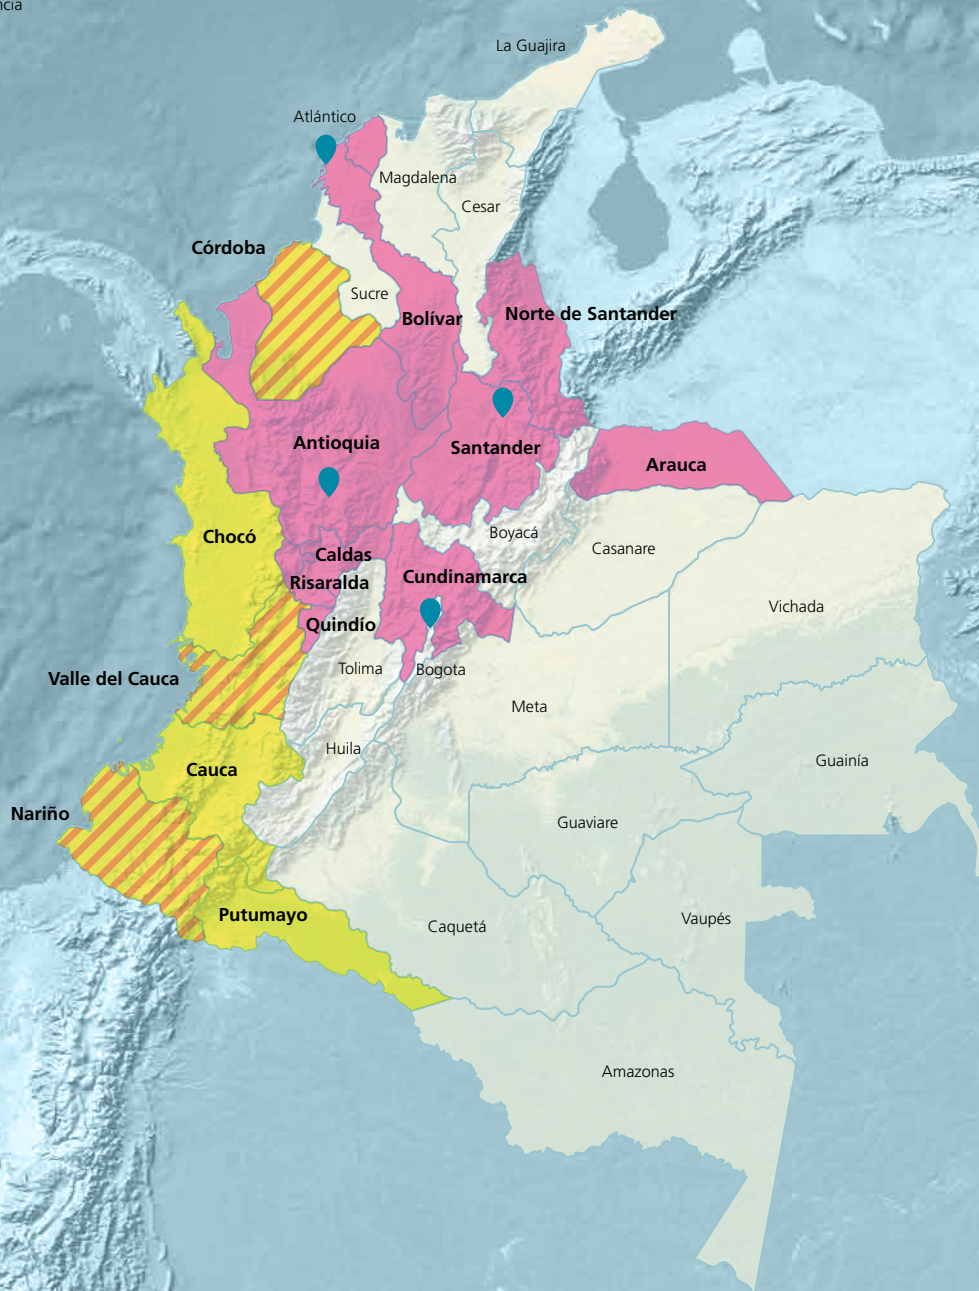 La Guajira
Atlántico
Magdalena
Cesar
Córdoba
Sucre
Bolívar
Norte de Santander
Antioquia
Santander
Arauca
Chocó
Boyacá
Casanare
Caldas
Risaralda
Cundinamarca
Vichada
Quindío
Tolima
Bogota
Valle del Cauca
Meta
Huila
Guainía
Cauca
Nariño
Guaviare
Putumayo
Caquetá
Vaupés
Amazonas